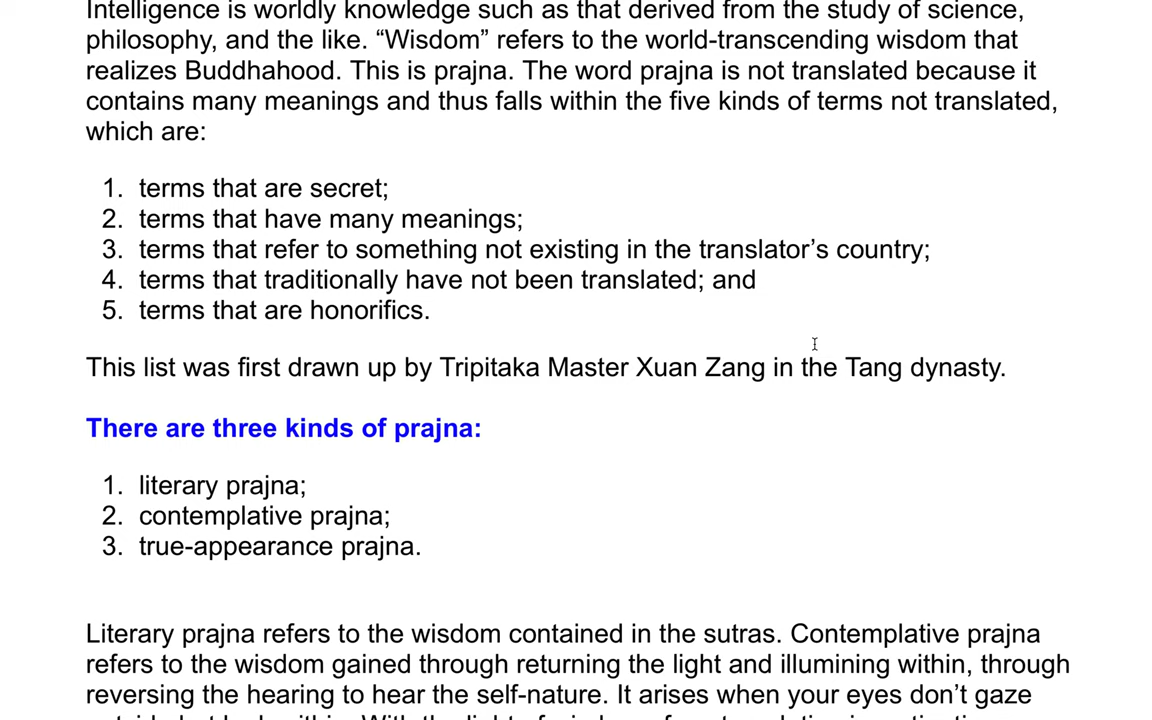 Intelligence is worldly knowledge such as that derived from the study of science,
philosophy, and the like. “Wisdom” refers to the world-transcending wisdom that
realizes Buddhahood. This is prajna. The word prajna is not translated because it
contains many meanings and thus falls within the five kinds of terms not translated,
which are:
1. terms that are secret;
2. terms that have many meanings;
3. terms that refer to something not existing in the translator’s country;
4. terms that traditionally have not been translated; and
5. terms that are honorifics.
This list was first drawn up by Tripitaka Master Xuan Zang in the Tang dynasty.
There are three kinds of prajna:
1. literary prajna;
2. contemplative prajna;
3. true-appearance prajna.
Literary prajna refers to the wisdom contained in the sutras. Contemplative prajna
refers to the wisdom gained through returning the light and illumining within, through
reversing the hearing to hear the self-nature. It arises when your eyes don’t gaze